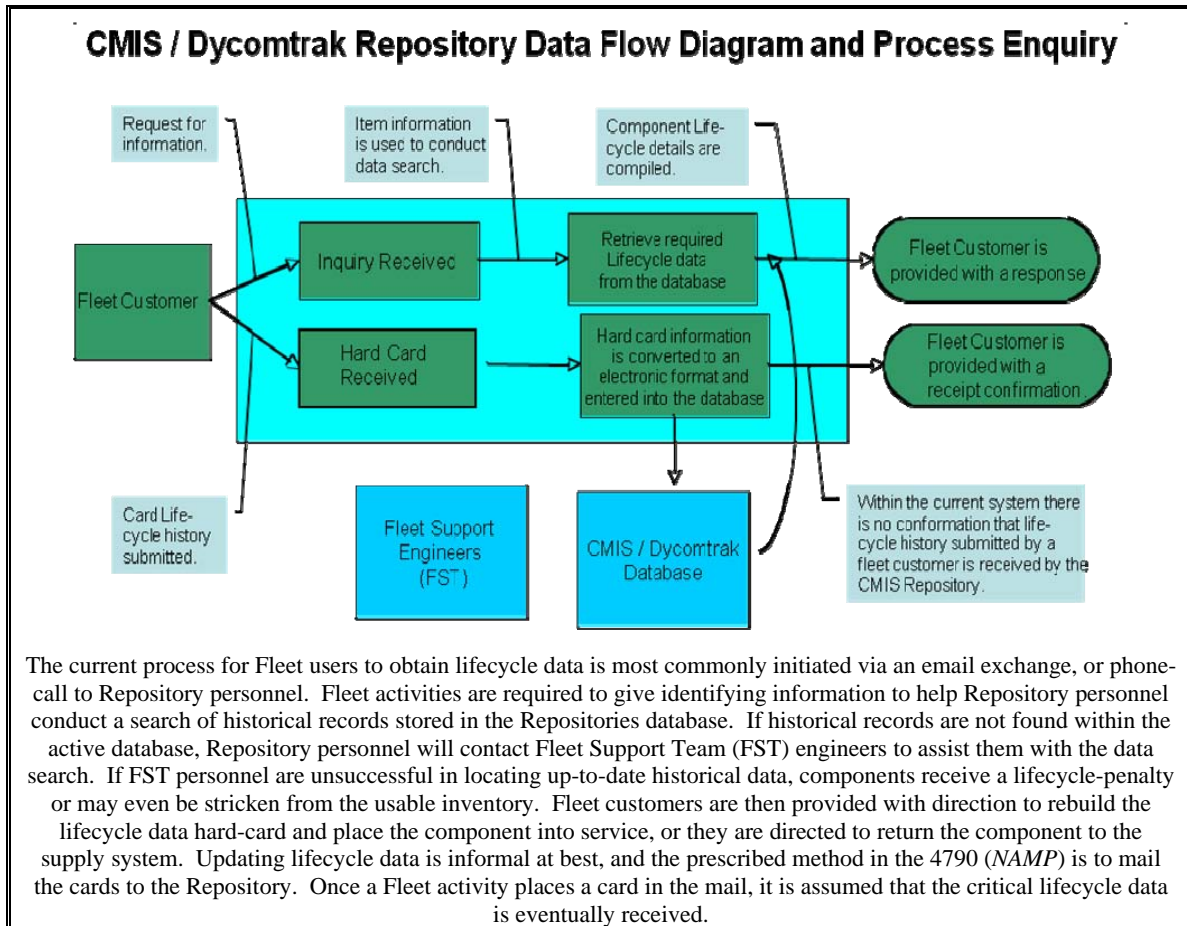 CMIS / Dycomtrak Repository Data Flow Diagram and Process Enquiry
Request for
information.
Item information
is used to conduct
data search.
Component Life-
cycle details are
compiled.
Fleet Customer
Inquiry Received
Retrieve required
Lifecycle data
from the database
Fleet Customer is
provided with a response
Hard Card
Received
Hard card information
is converted to an
electronic format and
entered into the database
Fleet Customer is
provided with a
receipt confirmation.
Card Life-
cycle history
submitted.
Fleet Support
Engineers
(FST)
CMIS / Dycomtrak
Database
Within the current system there
is no conformation that life-
cycle history submitted by a
fleet customer is received by the
CMIS Repository.
The current process for Fleet users to obtain lifecycle data is most commonly initiated via an email exchange, or phone-
call to Repository personnel. Fleet activities are required to give identifying information to help Repository personnel
conduct a search of historical records stored in the Repositories database. If historical records are not found within the
active database, Repository personnel will contact Fleet Support Team (FST) engineers to assist them with the data
search. If FST personnel are unsuccessful in locating up-to-date historical data, components receive a lifecycle-penalty
or may even be stricken from the usable inventory. Fleet customers are then provided with direction to rebuild the
lifecycle data hard-card and place the component into service, or they are directed to return the component to the
supply system. Updating lifecycle data is informal at best, and the prescribed method in the 4790 (NAMP) is to mail
the cards to the Repository. Once a Fleet activity places a card in the mail, it is assumed that the critical lifecycle data
is eventually received.